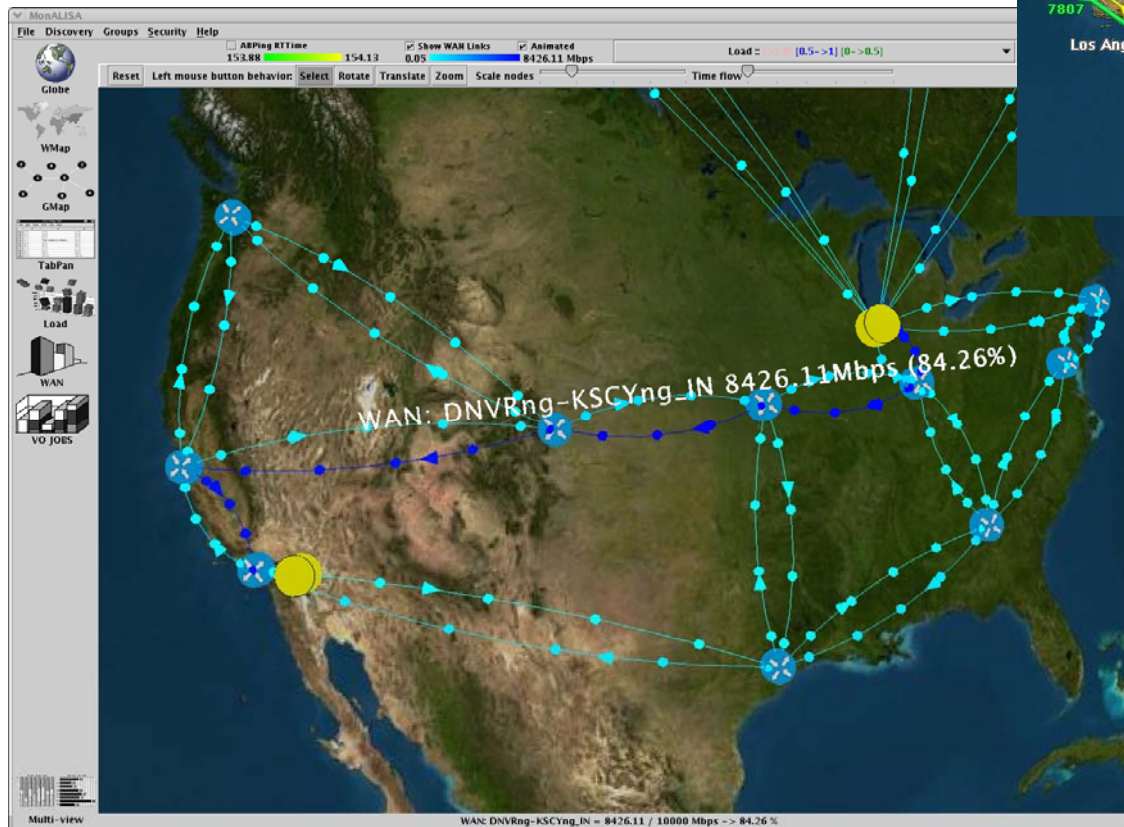 MonALISA
File Discovery Groups Security Help
ABPing RTTime
153.88 154.13
Show WAN Links Animated
0.05 8426.11 Mbps
Load :: [0.5->1] [0->0.5]
Reset Left mouse button behavior: Select Rotate Translate Zoom Scale nodes Time flow
Globe
WMap
GMap
TabPan
Load
WAN
VO JOBS
Multi-view
WAN: DNVRng-KSCYng_IN 8426.11Mbps (84.26%)
WAN: DNVRng-KSCYng_IN = 8426.11 / 10000 Mbps -> 84.26 %
7807